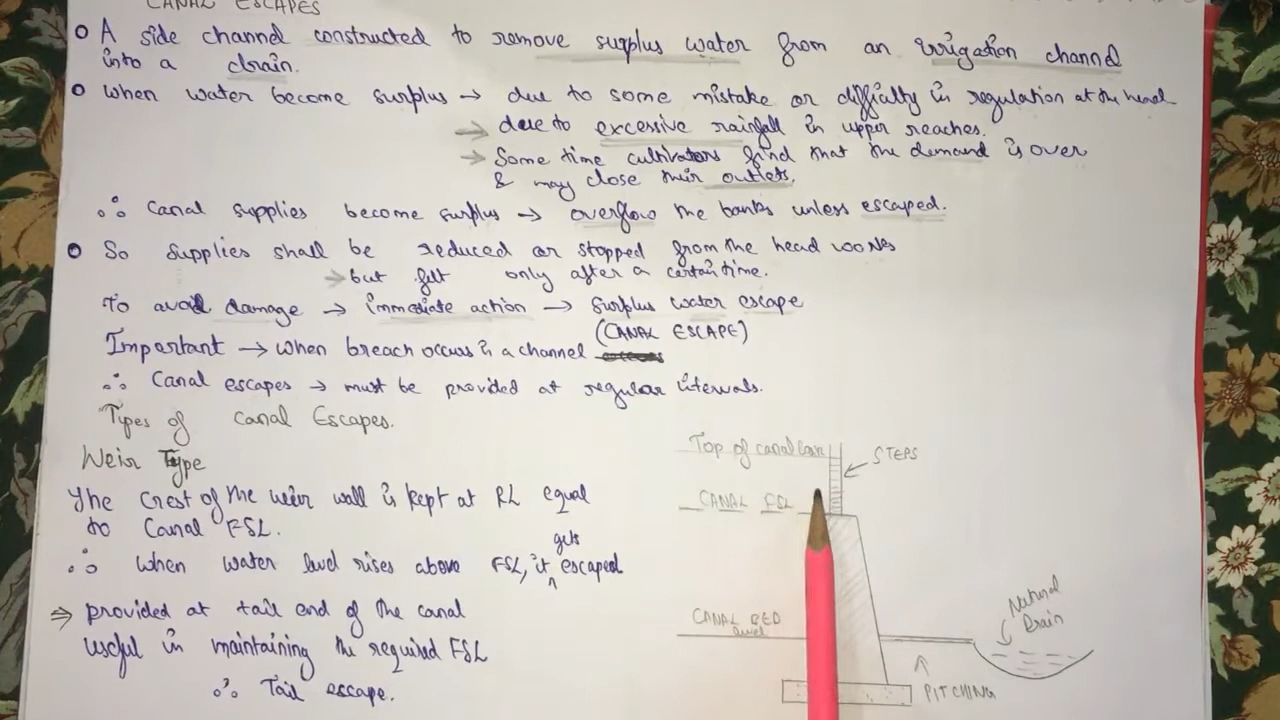 CANAL ESCAPES
o A side channel constructed to remove surplus water from an irrigation channel
into a drain.
o When water become surplus → due to some mistake or difficlty in regulation at the head
→ due to excessive rainfall in upper reaches.
→ Some time cultivators find that the demand is over
& may close their outlets.
∴ Canal supplies become surplus → overflow the banks unless escaped.
o So supplies shall be reduced or stopped from the head works
→ but felt only after a certain time.
To avoid damage → immediate action → surplus water escape
(CANAL ESCAPE)
Important → when breach occurs in a channel
∴ Canal escapes → must be provided at regular intervals.
Types of Canal Escapes.
Weir Type
The Crest of the weir wall is kept at RL equal
to Canal FSL.
∴ When water level rises above FSL, it gets escaped
⇒ provided at tail end of the canal
useful in maintaining the required FSL
∴ Tail escape.
Top of canal
STEPS
CANAL FSL
CANAL BED
level
Natural
Drain
PITCHING